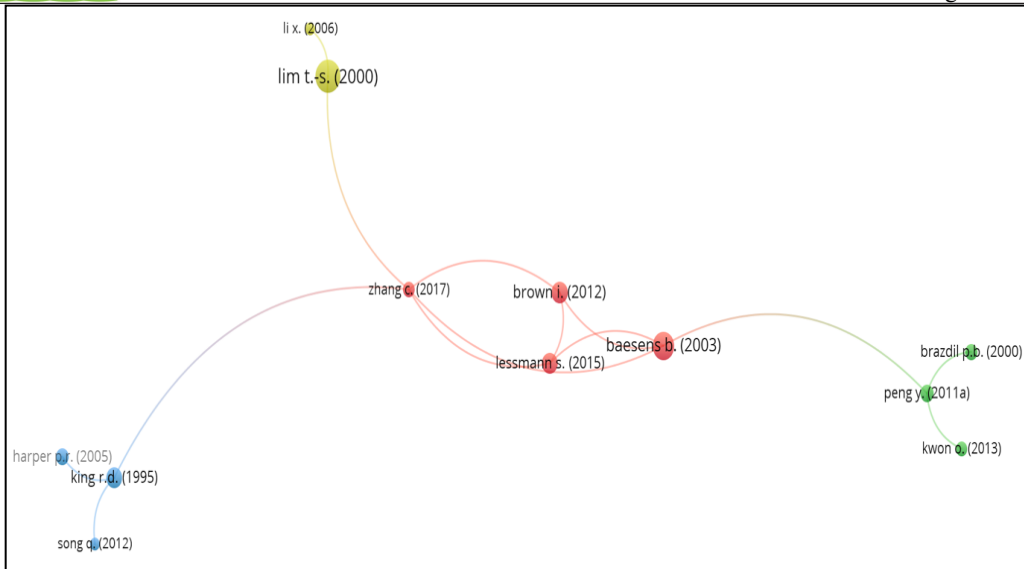 li x. (2006)
lim t.-s. (2000)
zhang c. (2017)
brown i. (2012)
baesens b. (2003)
lessmann s. (2015)
brazdil p.b. (2000)
peng y. (2011a)
kwon o. (2013)
harper p.r. (2005)
king r.d. (1995)
song q. (2012)